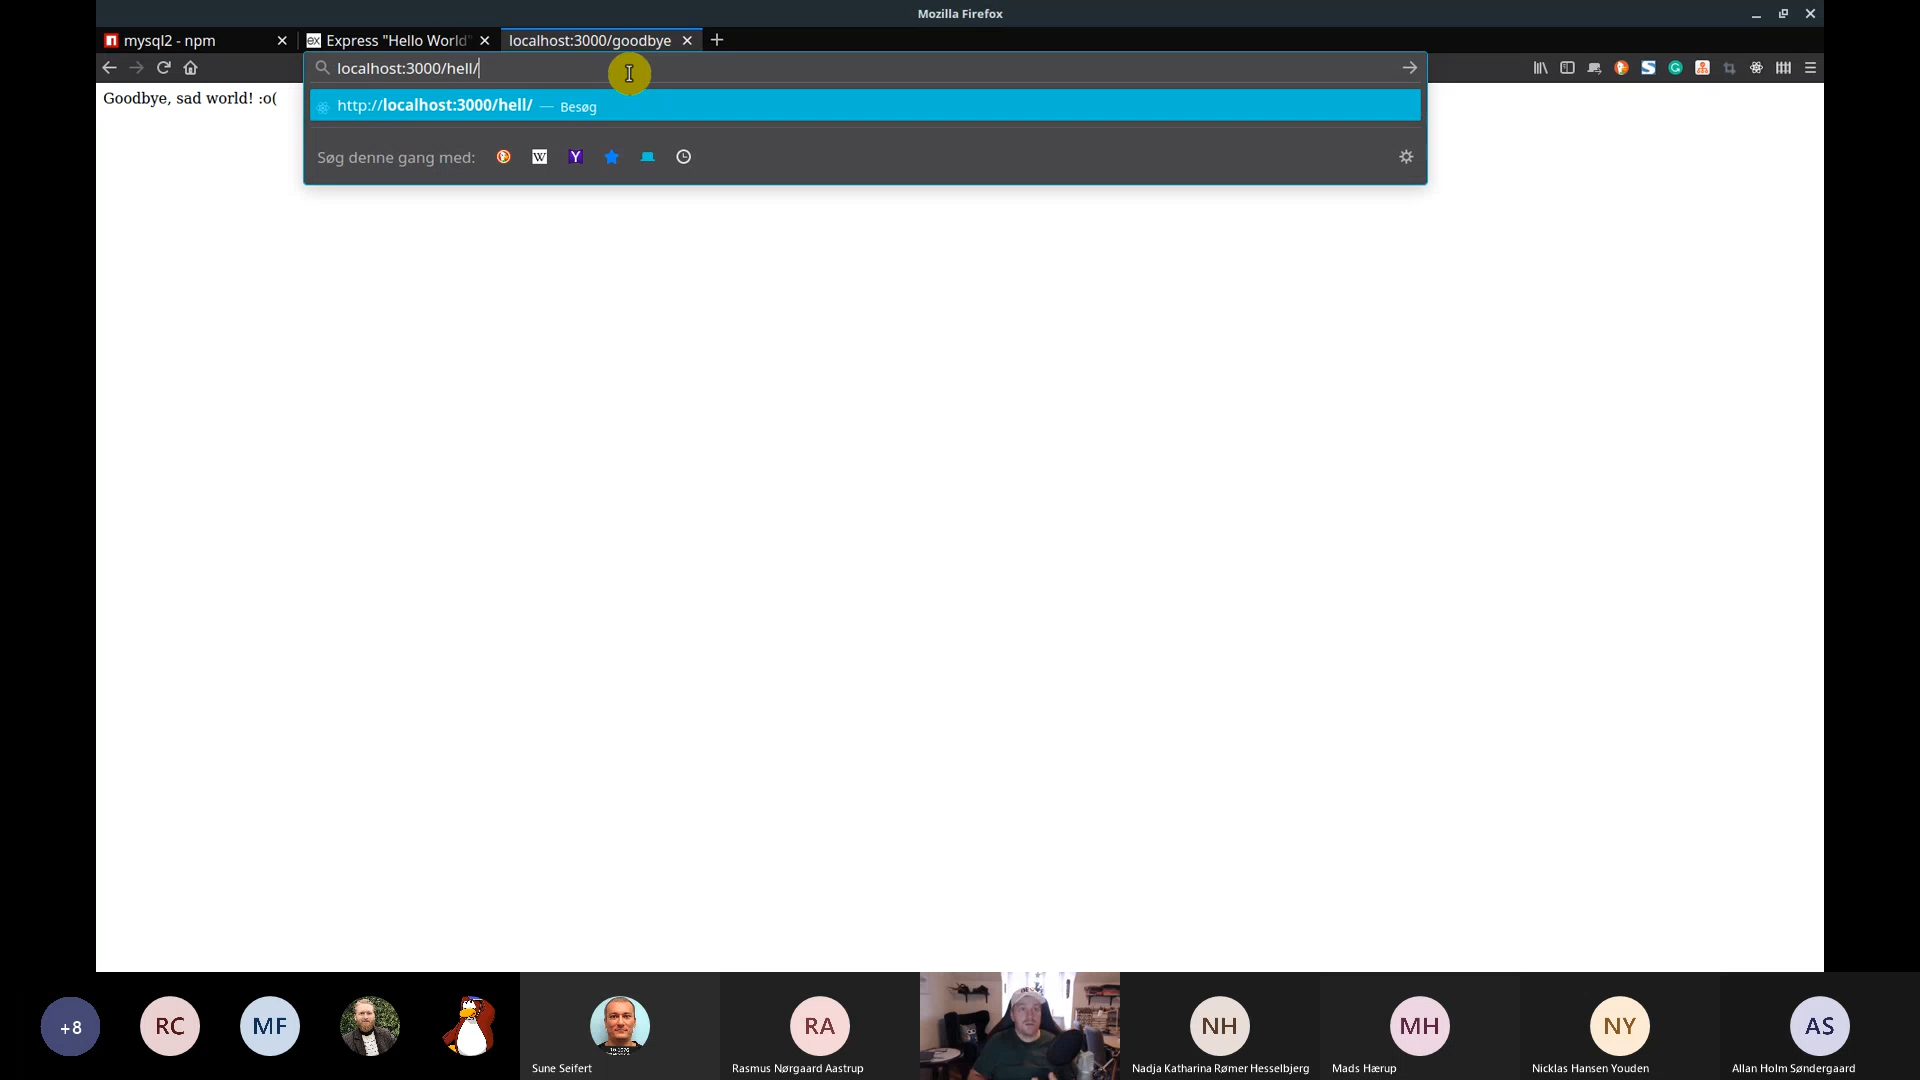 Mozilla Firefox
mysql2 - npm
Express "Hello World"
localhost:3000/goodbye
localhost:3000/hell/
Goodbye, sad world! :o(
http://localhost:3000/hell/ — Besøg
Søg denne gang med:
+8
RC
MF
Sune Seifert
RA
Rasmus Nørgaard Aastrup
NH
Nadja Katharina Rømer Hesselbjerg
MH
Mads Hærup
NY
Nicklas Hansen Youden
AS
Allan Holm Søndergaard